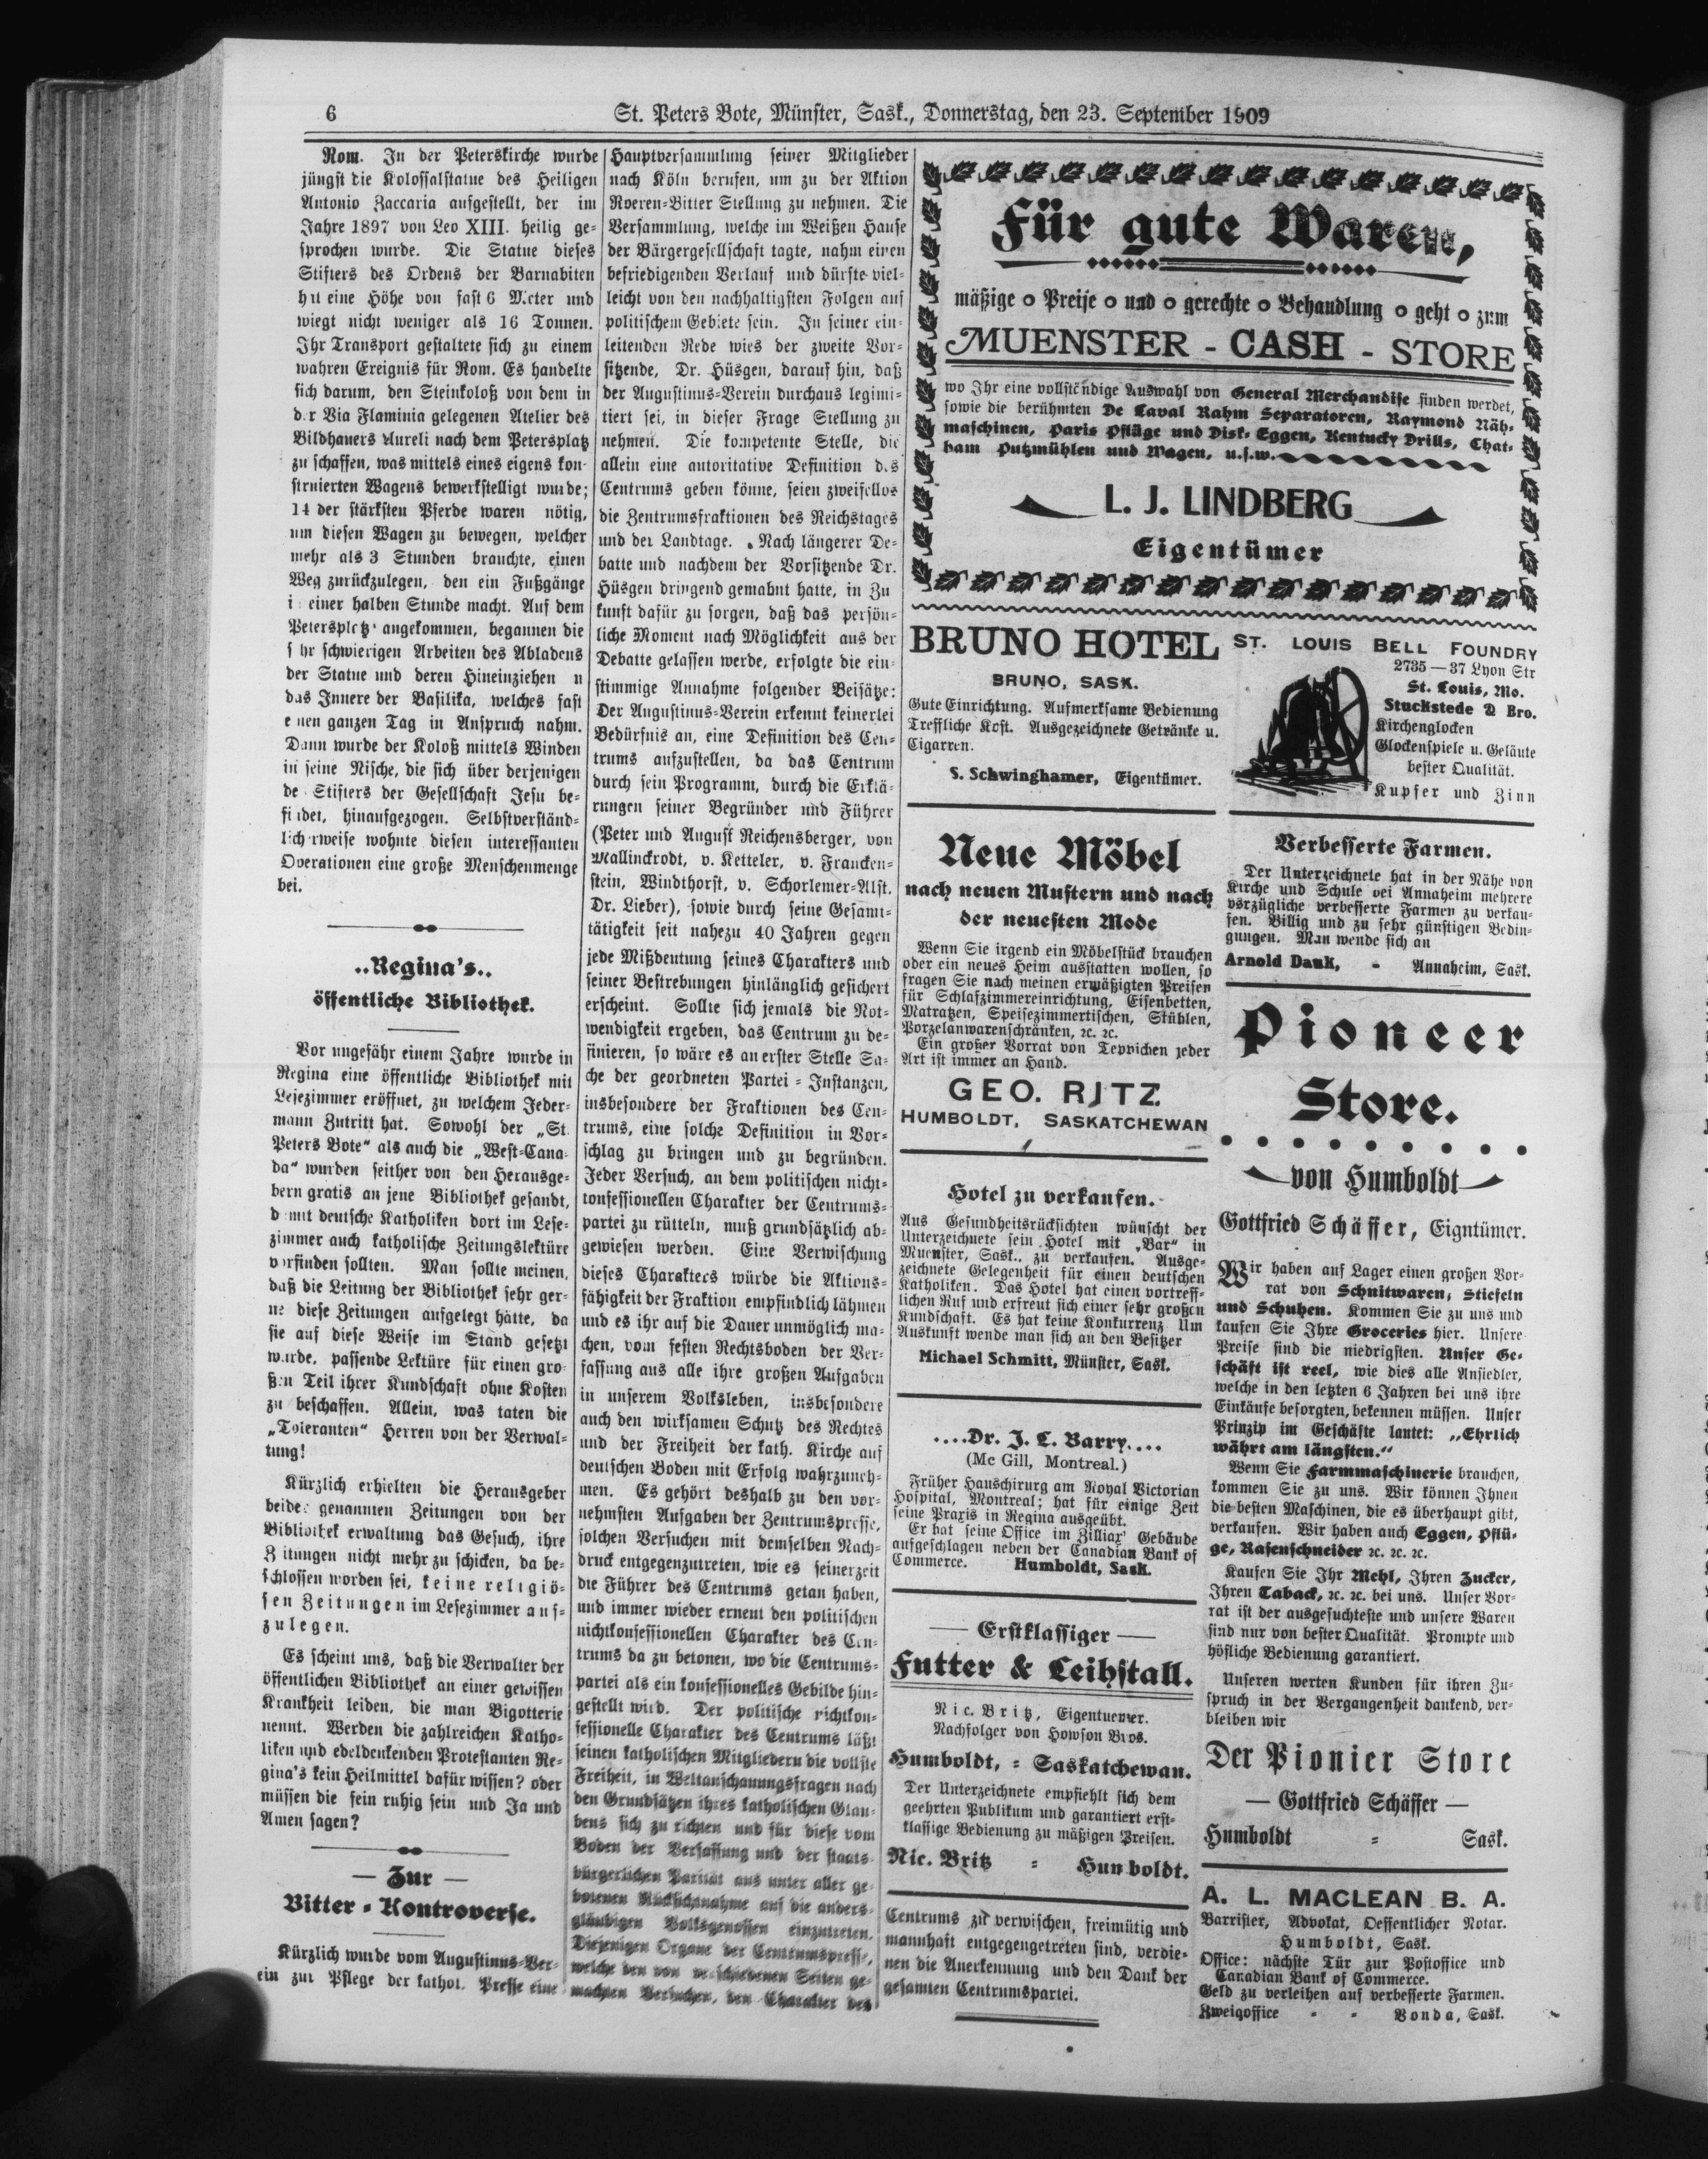 6
St. Peters Bote, Münster, Sask., Donnerstag, den 23. September 1909
Rom. In der Peterskirche wurde
jüngst die Kolossalstatue des Heiligen
Antonio Zaccaria aufgestellt, der im
Jahre 1897 von Leo XIII. heilig ge-
sprochen wurde. Die Statue dieses
Stifters des Ordens der Barnabiten
hat eine Höhe von fast 6 Meter und
wiegt nicht weniger als 16 Tonnen.
Ihr Transport gestaltete sich zu einem
wahren Ereignis für Rom. Es handelte
sich darum, den Steinkoloß von dem in
der Via Flaminia gelegenen Atelier des
Bildhauers Aureli nach dem Petersplatz
zu schaffen, was mittels eines eigens kon-
struierten Wagens bewerkstelligt wurde;
14 der stärksten Pferde waren nötig,
um diesen Wagen zu bewegen, welcher
mehr als 3 Stunden brauchte, einen
Weg zurückzulegen, den ein Fußgänge
i einer halben Stunde macht. Auf dem
Petersplatz angekommen, begannen die
s hr schwierigen Arbeiten des Abladens
der Statue und deren Hineinziehen n
das Innere der Basilika, welches fast
e nen ganzen Tag in Anspruch nahm.
Dann wurde der Koloß mittels Winden
in seine Nische, die sich über derjenigen
de Stifters der Gesellschaft Jesu be-
findet, hinaufgezogen. Selbstverständ-
lich rweise wohnte diesen interessanten
Operationen eine große Menschenmenge
bei.
..Regina's..
öffentliche Bibliothek.
Vor ungefähr einem Jahre wurde in
Regina eine öffentliche Bibliothek mit
Lesezimmer eröffnet, zu welchem Jeder-
mann Zutritt hat. Sowohl der „St.
Peters Bote“ als auch die „West-Cana-
da“ wurden seither von den Herausge-
bern gratis an jene Bibliothek gesandt,
d mit deutsche Katholiken dort im Lese-
zimmer auch katholische Zeitungslektüre
vorfinden sollten. Man sollte meinen,
daß die Leitung der Bibliothek sehr ger-
ne diese Zeitungen aufgelegt hätte, da
sie auf diese Weise im Stand gesetzt
wurde, passende Lektüre für einen gro-
ßen Teil ihrer Kundschaft ohne Kosten
zu beschaffen. Allein, was taten die
„Toleranten“ Herren von der Verwal-
tung!
Kürzlich erhielten die Herausgeber
beider genannten Zeitungen von der
Bibliothek erwaltung das Gesuch, ihre
Z itungen nicht mehr zu schicken, da be-
schlossen worden sei, keine religiö-
sen Zeitungen im Lesezimmer auf-
zulegen.
Es scheint uns, daß die Verwalter der
öffentlichen Bibliothek an einer gewissen
Krankheit leiden, die man Bigotterie
nennt. Werden die zahlreichen Katho-
liken und edeldenkenden Protestanten Re-
gina's kein Heilmittel dafür wissen? oder
müssen die fein ruhig sein und Ja und
Amen sagen?
— Zur —
Bitter - Kontroverse.
Kürzlich wurde vom Augustinus-Ver-
ein zur Pflege der kathol. Presse eine
Hauptversammlung seiner Mitglieder
nach Köln berufen, um zu der Aktion
Roeren-Bitter Stellung zu nehmen. Die
Versammlung, welche im Weißen Hause
der Bärgergesellschaft tagte, nahm einen
befriedigenden Verlauf und dürfte viel-
leicht von den nachhaltigsten Folgen auf
politischem Gebiete sein. In seiner ein-
leitenden Rede wies der zweite Vor-
sitzende, Dr. Hüsgen, darauf hin, daß
der Augustinus-Verein durchaus legimi-
tiert sei, in dieser Frage Stellung zu
nehmen. Die kompetente Stelle, die
allein eine autoritative Definition des
Centrums geben könne, seien zweifellos
die Zentrumsfraktionen des Reichstages
und der Landtage. Nach längerer De-
batte und nachdem der Vorsitzende Dr.
Hüsgen dringend gemahnt hatte, in Zu
kunft dafür zu sorgen, daß das persön-
liche Moment nach Möglichkeit aus der
Debatte gelassen werde, erfolgte die ein-
stimmige Annahme folgender Beisätze:
Der Augustinus-Verein erkennt keinerlei
Bedürfnis an, eine Definition des Cen-
trums aufzustellen, da das Centrum
durch sein Programm, durch die Erklä-
rungen seiner Begründer und Führer
(Peter und August Reichensberger, von
Mallinckrodt, v. Ketteler, v. Francken-
stein, Windthorst, v. Schorlemer-Alst.
Dr. Lieber), sowie durch seine Gesamt-
tätigkeit seit nahezu 40 Jahren gegen
jede Mißdeutung seines Charakters und
seiner Bestrebungen hinlänglich gesichert
erscheint. Sollte sich jemals die Not-
wendigkeit ergeben, das Centrum zu de-
finieren, so wäre es an erster Stelle Sa-
che der geordneten Partei - Instanzen,
insbesondere der Fraktionen des Cen-
trums, eine solche Definition in Vor-
schlag zu bringen und zu begründen.
Jeder Versuch, an dem politischen nicht-
konfessionellen Charakter der Centrums-
partei zu rütteln, muß grundsätzlich ab-
gewiesen werden. Eine Verwischung
dieses Charakters würde die Aktions-
fähigkeit der Fraktion empfindlich lähmen
und es ihr auf die Dauer unmöglich ma-
chen, vom festen Rechtsboden der Ver-
fassung aus alle ihre großen Aufgaben
in unserem Volksleben, insbesondere
auch den wirksamen Schutz des Rechtes
und der Freiheit der kath. Kirche auf
deutschen Boden mit Erfolg wahrzuneh-
men. Es gehört deshalb zu den vor-
nehmsten Aufgaben der Zentrumspresse,
solchen Versuchen mit demselben Nach-
druck entgegenzutreten, wie es seinerzeit
die Führer des Centrums getan haben,
und immer wieder erneut den politischen
nichtkonfessionellen Charakter des Cen-
trums da zu betonen, wo die Centrums-
partei als ein konfessionelles Gebilde hin-
gestellt wird. Der politische nichtkon-
fessionelle Charakter des Centrums läßt
seinen katholischen Mitgliedern die vollste
Freiheit, in Weltanschauungsfragen nach
den Grundsätzen ihres katholischen Glau-
bens sich zu richten und für diese vom
Boden der Verfassung und der staats-
bürgerlichen Parität aus unter aller ge-
botenen Rücksichtnahme auf die anders-
gläubigen Volksgenossen einzutreten.
Diejenigen Organe der Centrumspresse,
welche den von verschiedenen Seiten ge-
machten Versuchen, den Charakter des
Centrums zu verwischen, freimütig und
mannhaft entgegengetreten sind, verdie-
nen die Anerkennung und den Dank der
gesamten Centrumspartei.
Für gute Waren,
mäßige o Preise o und o gerechte o Behandlung o geht o zum
MUENSTER - CASH - STORE
wo Ihr eine vollständige Auswahl von General Merchandise finden werdet,
sowie die berühmten De Laval Rahm Separatoren, Raymond Näh-
maschinen, Paris Pflüge und Disk- Eggen, Kentucky Drills, Chat-
ham Putzmühlen und Wagen, u.s.w.
L. J. LINDBERG
Eigentümer
BRUNO HOTEL
BRUNO, SASK.
Gute Einrichtung. Aufmerksame Bedienung
Treffliche Kost. Ausgezeichnete Getränke u.
Cigarren.
S. Schwinghamer, Eigentümer.
ST. LOUIS BELL FOUNDRY
2735—37 Lyon Str
St. Louis, Mo.
Stuckstede & Bro.
Kirchenglocken
Glockenspiele u. Geläute
bester Qualität.
Kupfer und Zinn
Neue Möbel
nach neuen Mustern und nach
der neuesten Mode
Wenn Sie irgend ein Möbelstück brauchen
oder ein neues Heim ausstatten wollen, so
fragen Sie nach meinen ermäßigten Preisen
für Schlafzimmereinrichtung, Eisenbetten,
Matratzen, Speisezimmertischen, Stühlen,
Porzelanwarenschränken, ꝛc. ꝛc.
Ein großer Vorrat von Teppichen jeder
Art ist immer an Hand.
GEO. RITZ
HUMBOLDT, SASKATCHEWAN
Hotel zu verkaufen.
Aus Gesundheitsrücksichten wünscht der
Unterzeichnete sein Hotel mit „Bar“ in
Muenster, Sask., zu verkaufen. Ausge-
zeichnete Gelegenheit für einen deutschen
Katholiken. Das Hotel hat einen vortreff-
lichen Ruf und erfreut sich einer sehr großen
Kundschaft. Es hat keine Konkurrenz Um
Auskunft wende man sich an den Besitzer
Michael Schmitt, Münster, Sask.
....Dr. J. C. Barry....
(Mc Gill, Montreal.)
Früher Hauschirurg am Royal Victorian
Hospital, Montreal; hat für einige Zeit
seine Praxis in Regina ausgeübt.
Er hat seine Office im Zilliax' Gebäude
aufgeschlagen neben der Canadian Bank of
Commerce. Humboldt, Sask.
— Erstklassiger —
Futter & Leihstall.
Nic. Britz, Eigentuemer.
Nachfolger von Howson Bros.
Humboldt, - Saskatchewan.
Der Unterzeichnete empfiehlt sich dem
geehrten Publikum und garantiert erst-
klassige Bedienung zu mäßigen Preisen.
Nic. Britz - Humboldt.
Verbesserte Farmen.
Der Unterzeichnete hat in der Nähe von
Kirche und Schule bei Annaheim mehrere
vorzügliche verbesserte Farmen zu verkau-
fen. Billig und zu sehr günstigen Bedin-
gungen. Man wende sich an
Arnold Dauk, - Annaheim, Sask.
Pioneer
Store.
von Humboldt
Gottfried Schäffer, Eigntümer.
Wir haben auf Lager einen großen Vor-
rat von Schnitwaren, Stiefeln
und Schuhen. Kommen Sie zu uns und
kaufen Sie Ihre Groceries hier. Unsere
Preise sind die niedrigsten. Unser Ge-
schäft ist reel, wie dies alle Ansiedler,
welche in den letzten 6 Jahren bei uns ihre
Einkäufe besorgten, bekennen müssen. Unser
Prinzip im Geschäfte lautet: „Ehrlich
währt am längsten.“
Wenn Sie Farmmaschinerie brauchen,
kommen Sie zu uns. Wir können Ihnen
die besten Maschinen, die es überhaupt gibt,
verkaufen. Wir haben auch Eggen, Pflü-
ge, Rasenschneider ꝛc. ꝛc. ꝛc.
Kaufen Sie Ihr Mehl, Ihren Zucker,
Ihren Taback, ꝛc. ꝛc. bei uns. Unser Vor-
rat ist der ausgesuchteste und unsere Waren
sind nur von bester Qualität. Prompte und
höfliche Bedienung garantiert.
Unseren werten Kunden für ihren Zu-
spruch in der Vergangenheit dankend, ver-
bleiben wir
Der Pionier Store
— Gottfried Schäffer —
Humboldt - Sask.
A. L. MACLEAN B. A.
Barrister, Advokat, Oeffentlicher Notar.
Humboldt, Sask.
Office: nächste Tür zur Postoffice und
Canadian Bank of Commerce.
Geld zu verleihen auf verbesserte Farmen.
Zweigoffice - - Vonda, Sask.